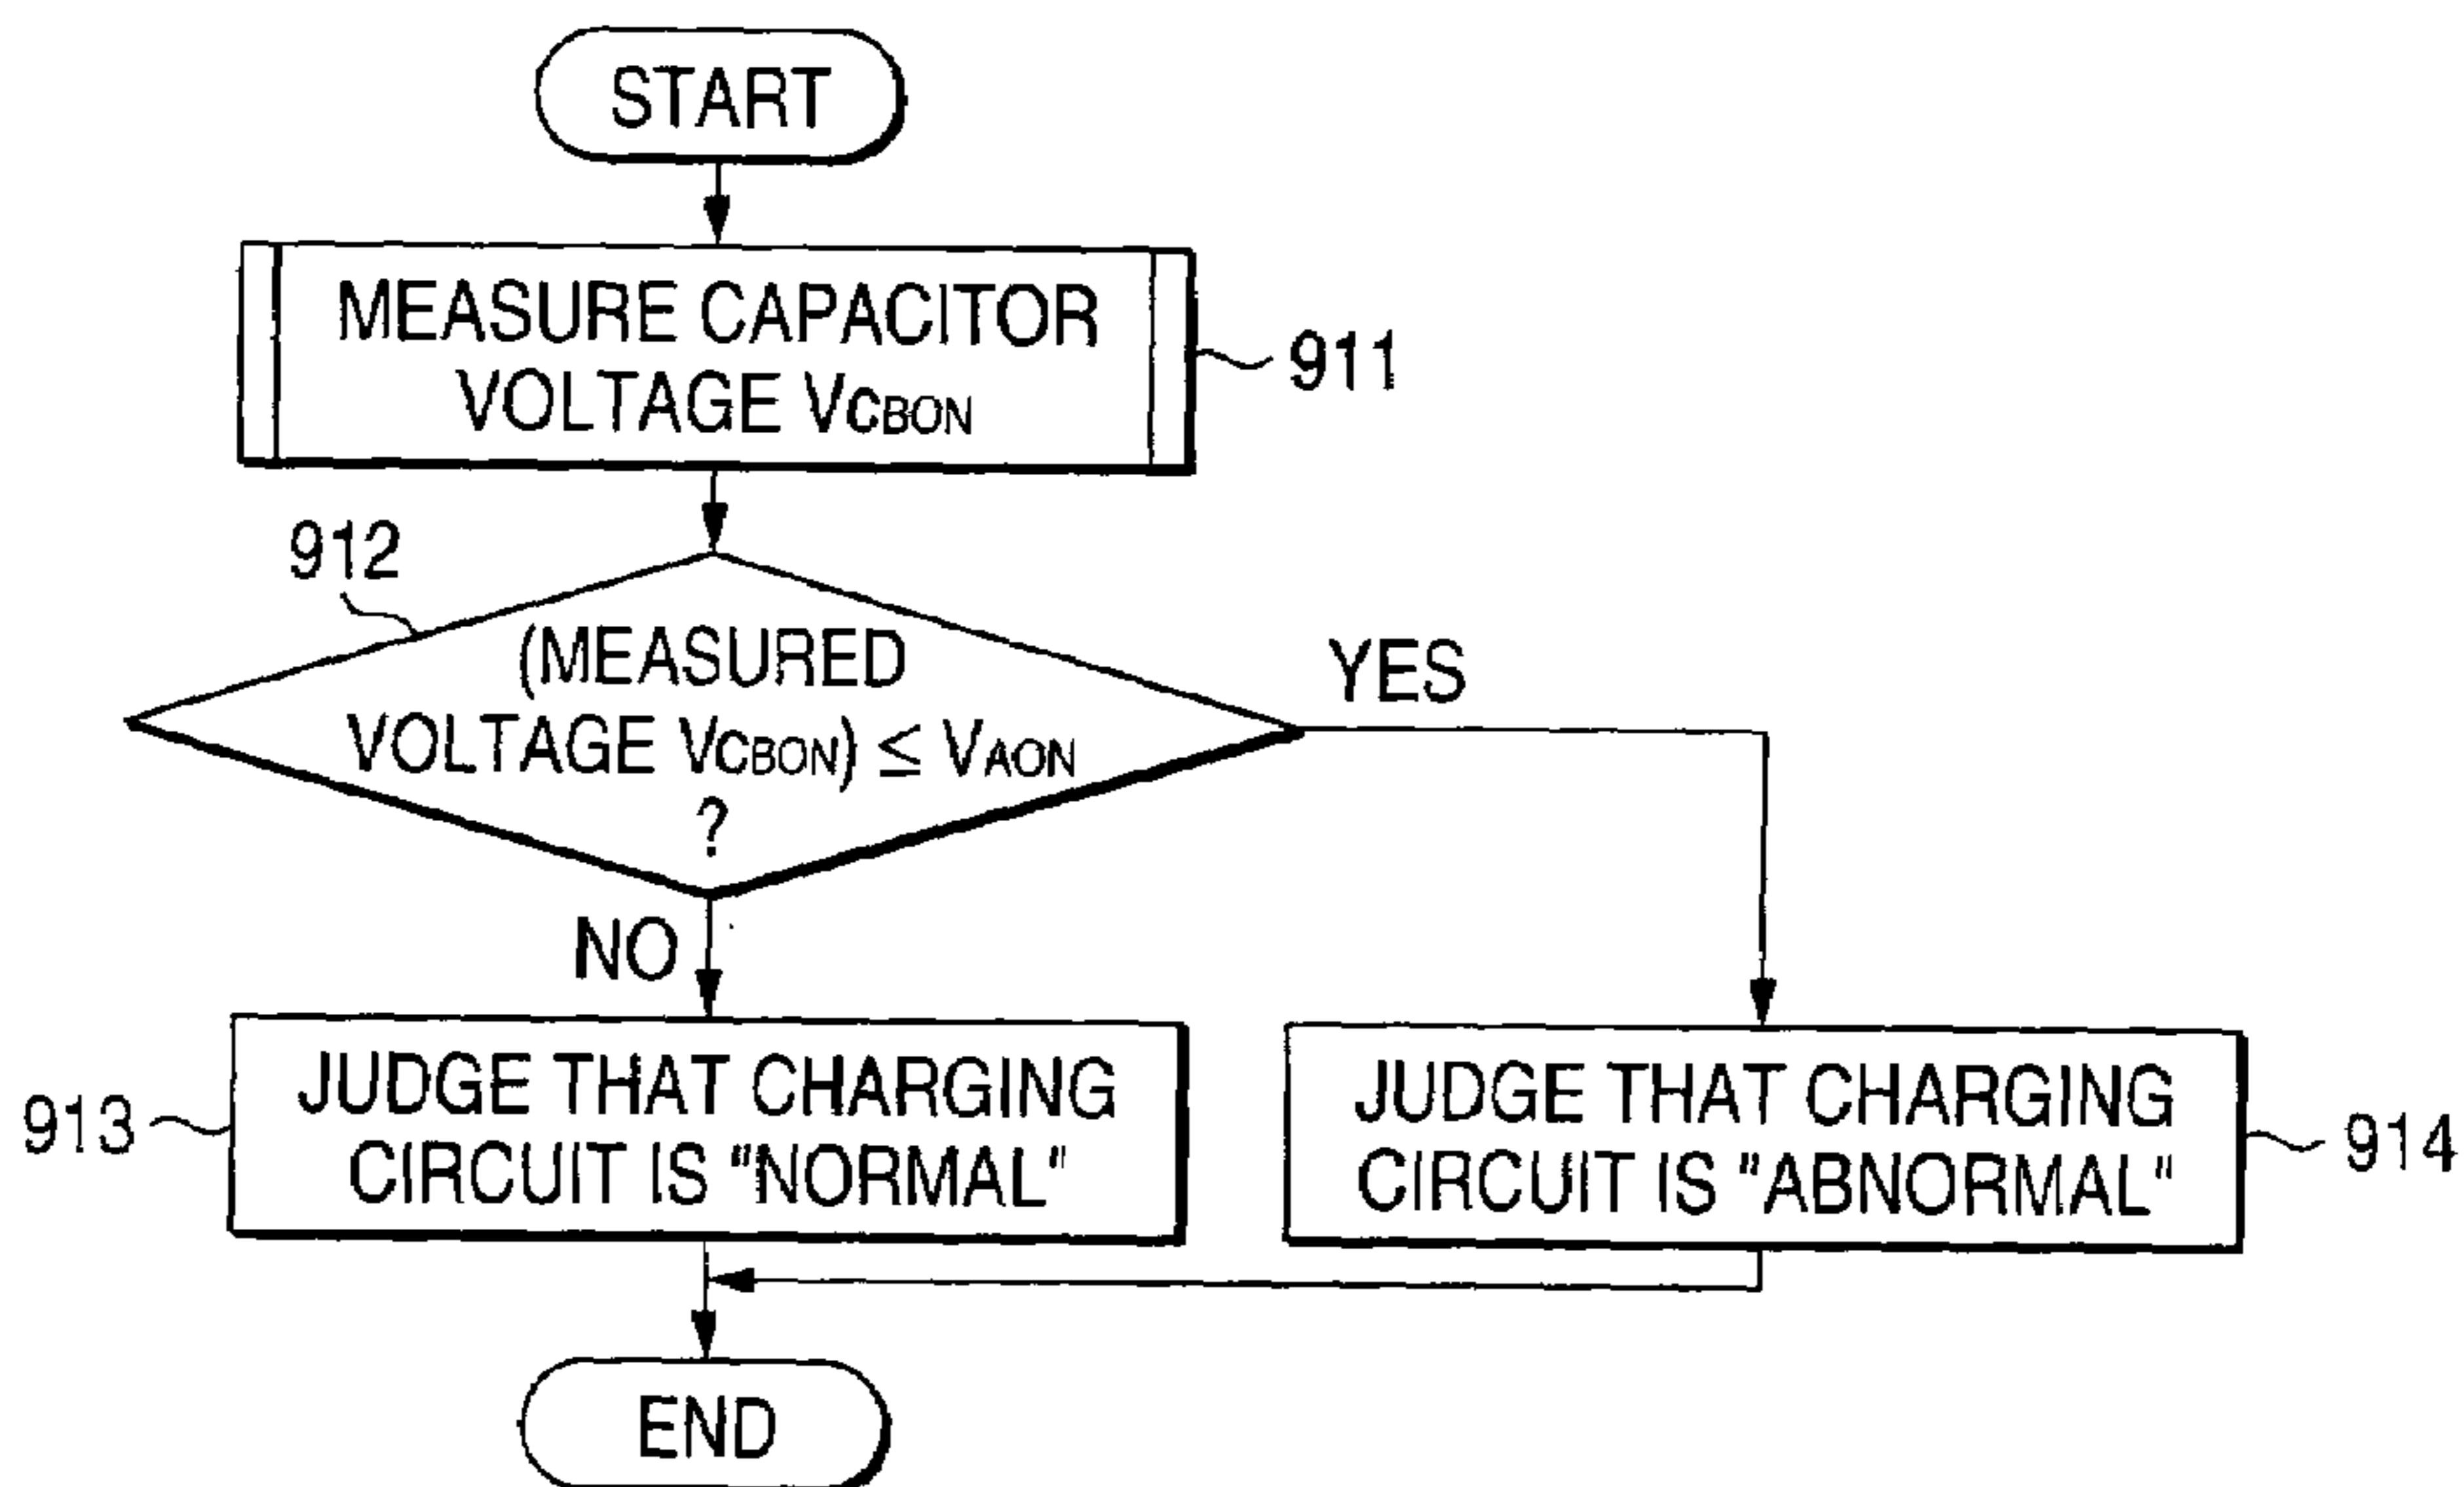 START
MEASURE CAPACITOR
VOLTAGE VCBON
911
912
(MEASURED
VOLTAGE VCBON) ≤ VAON
?
YES
NO
913
JUDGE THAT CHARGING
CIRCUIT IS "NORMAL"
JUDGE THAT CHARGING
CIRCUIT IS "ABNORMAL"
914
END